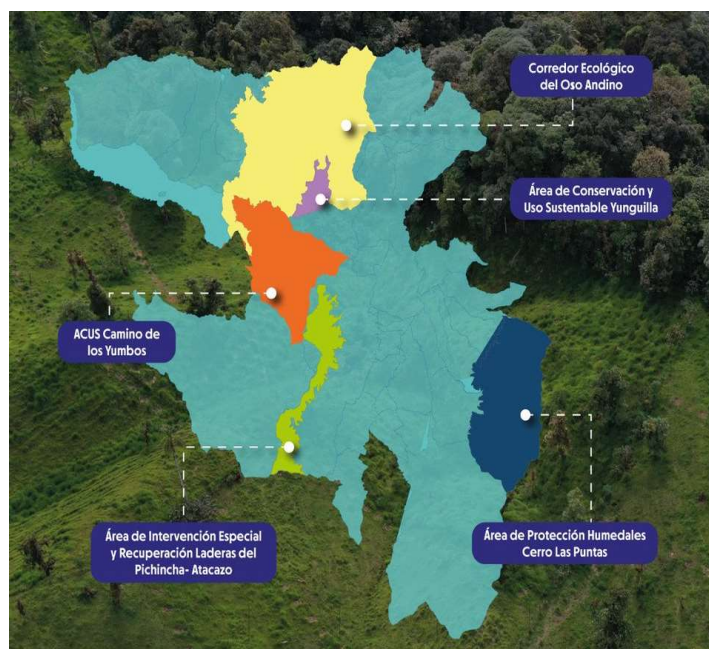 Corredor Ecológico
del Oso Andino
Área de Conservación y
Uso Sustentable Yunguilla
ACUS Camino de
los Yumbos
Área de Intervención Especial
y Recuperación Laderas del
Pichincha- Atacazo
Área de Protección Humedales
Cerro Las Puntas